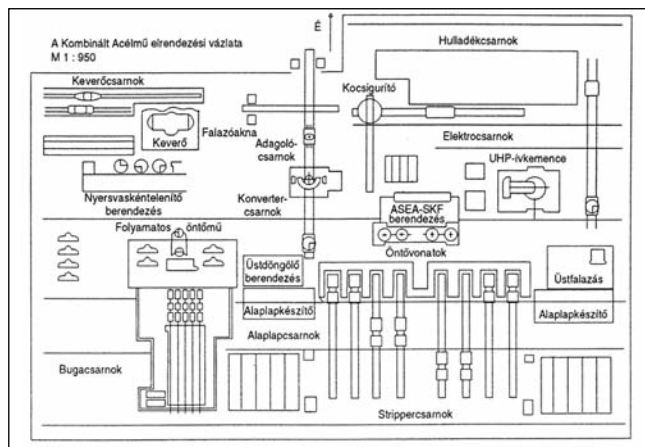 É
A Kombinált Acélmű elrendezési vázlata
M 1 : 950
Hulladékcsarnok
Keverőcsarnok
Kocsigurító
Keverő
Falazóakna
Adagoló-
csarnok
Elektrocsarnok
UHP-ívkemence
Nyersvaskéntelenítő
berendezés
Konverter-
csarnok
ASEA-SKF
berendezés
Folyamatos öntőmű
Öntővonatok
Üstdöngölő
berendezés
Üstfalazás
Alaplapkészítő
Alaplapkészítő
Alaplapcsarnok
Bugacsarnok
Strippercsarnok